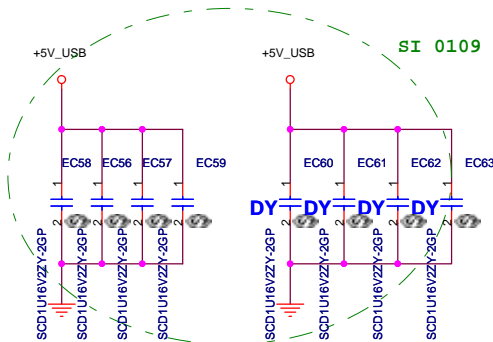 SI 0109
+5V_USB
+5V_USB
EC58 EC56 EC57 EC59
EC60 EC61 EC62 EC63
1 1 1 1
1 1 1 1
DY DY DY DY
2 2 2 2
2 2 2 2
SCD1U16V2ZY-2GP
SCD1U16V2ZY-2GP
SCD1U16V2ZY-2GP
SCD1U16V2ZY-2GP
SCD1U16V2ZY-2GP
SCD1U16V2ZY-2GP
SCD1U16V2ZY-2GP
SCD1U16V2ZY-2GP